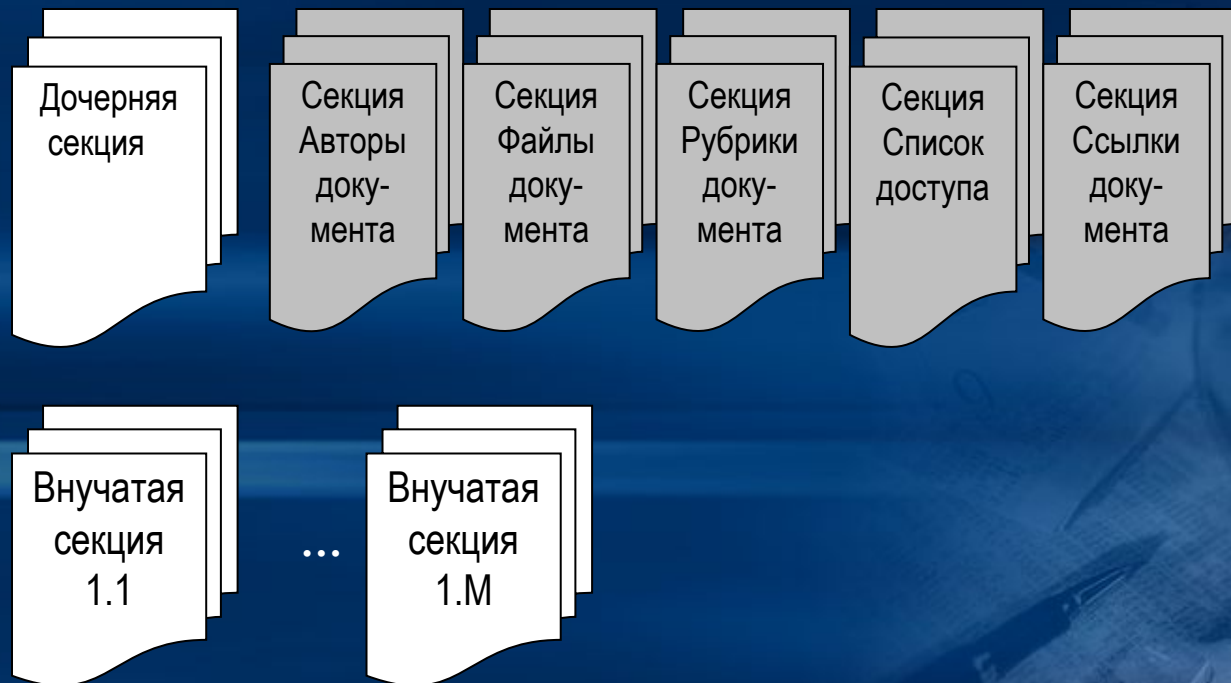 Дочерняя
секция
Секция
Авторы
доку-
мента
Секция
Файлы
доку-
мента
Секция
Рубрики
доку-
мента
Секция
Список
доступа
Секция
Ссылки
доку-
мента
Внучатая
секция
1.1
...
Внучатая
секция
1.М